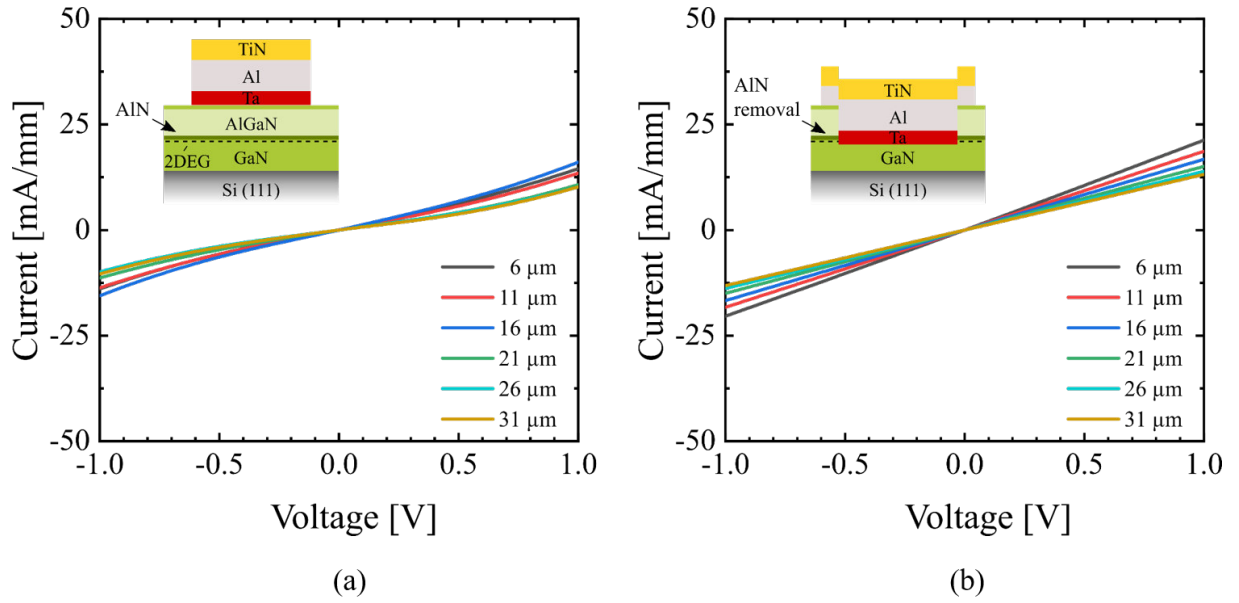 50
25
0
-25
-50
Current [mA/mm]
-1.0 -0.5 0.0 0.5 1.0
Voltage [V]
TiN
Al
Ta
AlN
AlGaN
2DEG
GaN
Si (111)
6 µm
11 µm
16 µm
21 µm
26 µm
31 µm
(a)
50
25
0
-25
-50
Current [mA/mm]
-1.0 -0.5 0.0 0.5 1.0
Voltage [V]
AlN
removal
TiN
Al
Ta
GaN
Si (111)
6 µm
11 µm
16 µm
21 µm
26 µm
31 µm
(b)